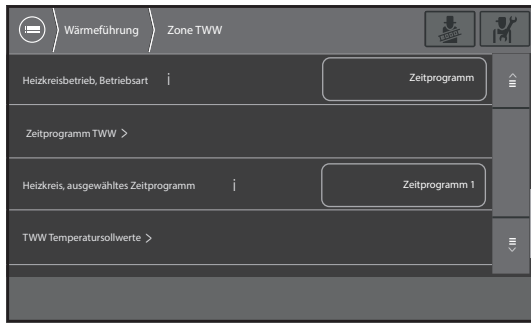 Wärmeführung Zone TWW
Heizkreisbetrieb, Betriebsart i Zeitprogramm
Zeitprogramm TWW >
Heizkreis, ausgewähltes Zeitprogramm i Zeitprogramm 1
TWW Temperatursollwerte >